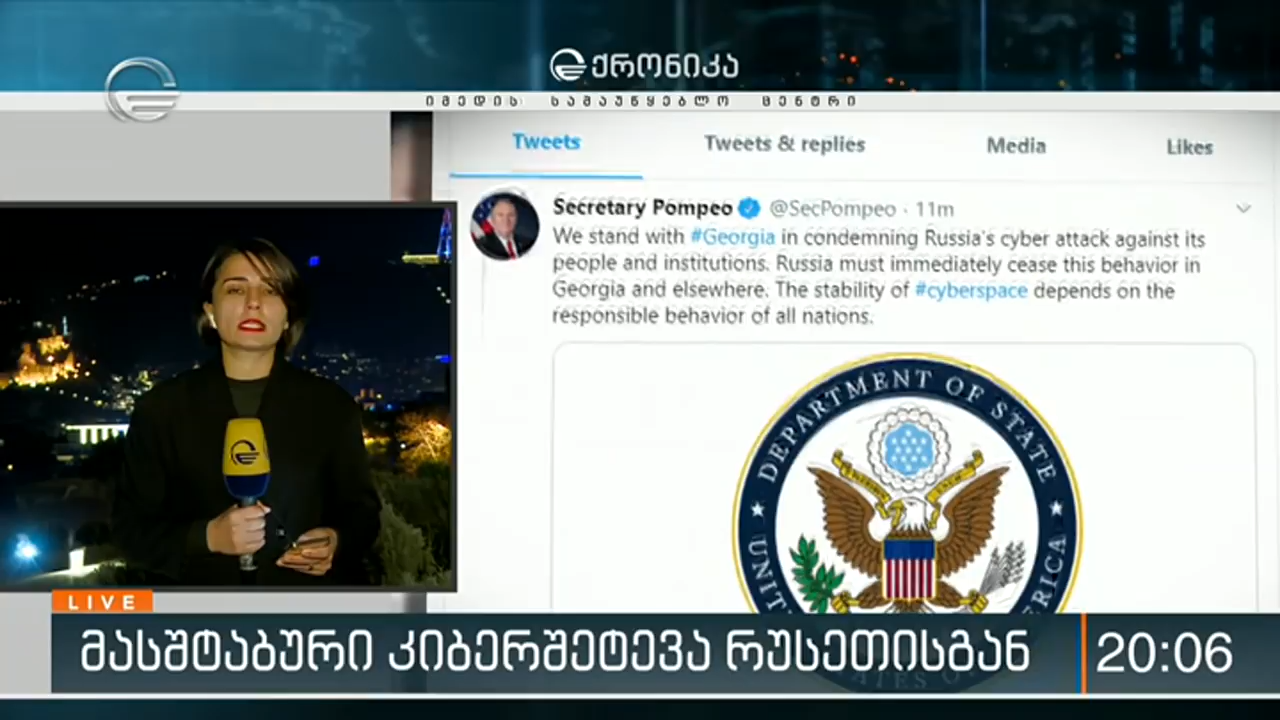 ქრონიკა
იმედის სამაუწყებლო ცენტრი
Tweets Tweets & replies Media Likes
Secretary Pompeo @SecPompeo · 11m
We stand with #Georgia in condemning Russia's cyber attack against its
people and institutions. Russia must immediately cease this behavior in
Georgia and elsewhere. The stability of #cyberspace depends on the
responsible behavior of all nations.
DEPARTMENT OF STATE
LIVE
მასშტაბური კიბერშეტევა რუსეთისგან
20:06